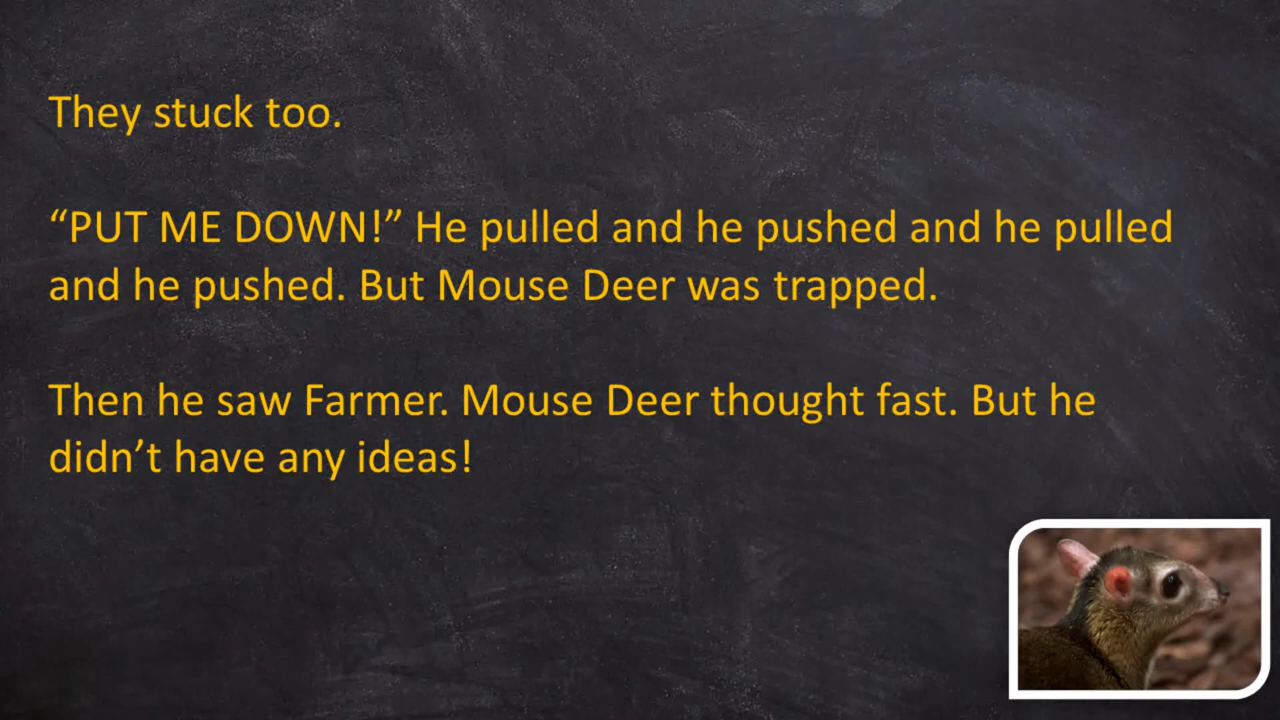 They stuck too.
“PUT ME DOWN!” He pulled and he pushed and he pulled
and he pushed. But Mouse Deer was trapped.
Then he saw Farmer. Mouse Deer thought fast. But he
didn’t have any ideas!